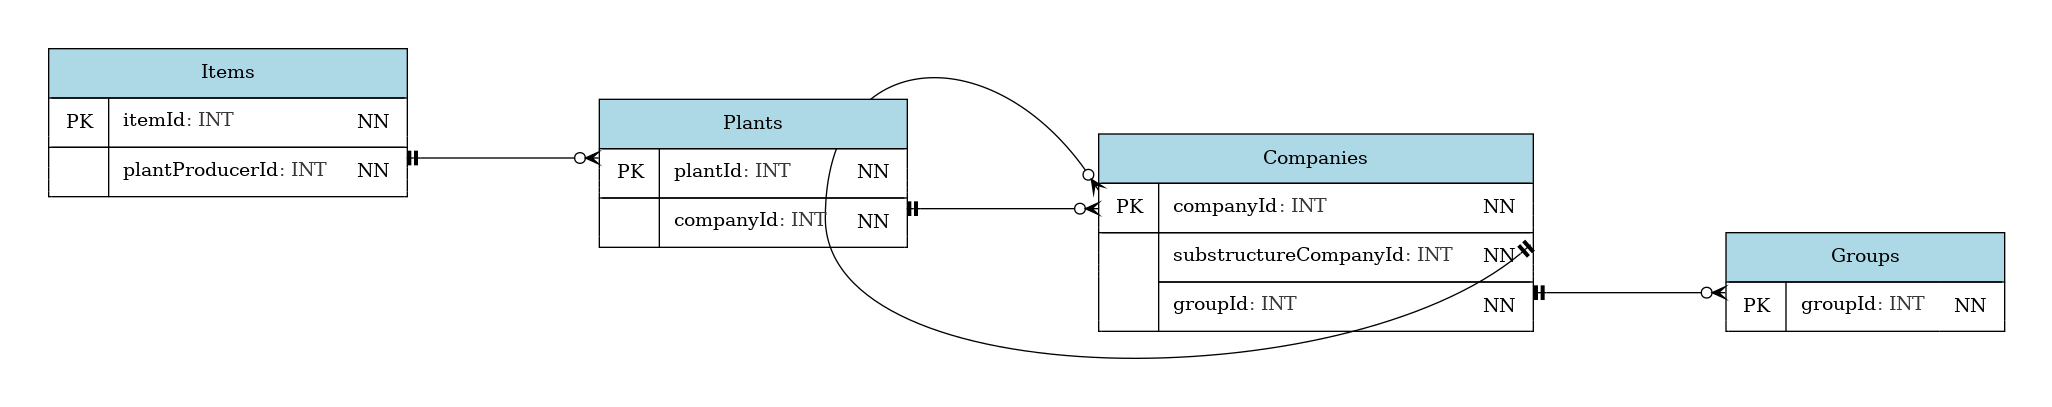 Items
PK itemId: INT NN
plantProducerId: INT NN
Plants
PK plantId: INT NN
companyId: INT NN
Companies
PK companyId: INT NN
substructureCompanyId: INT NN
groupId: INT NN
Groups
PK groupId: INT NN